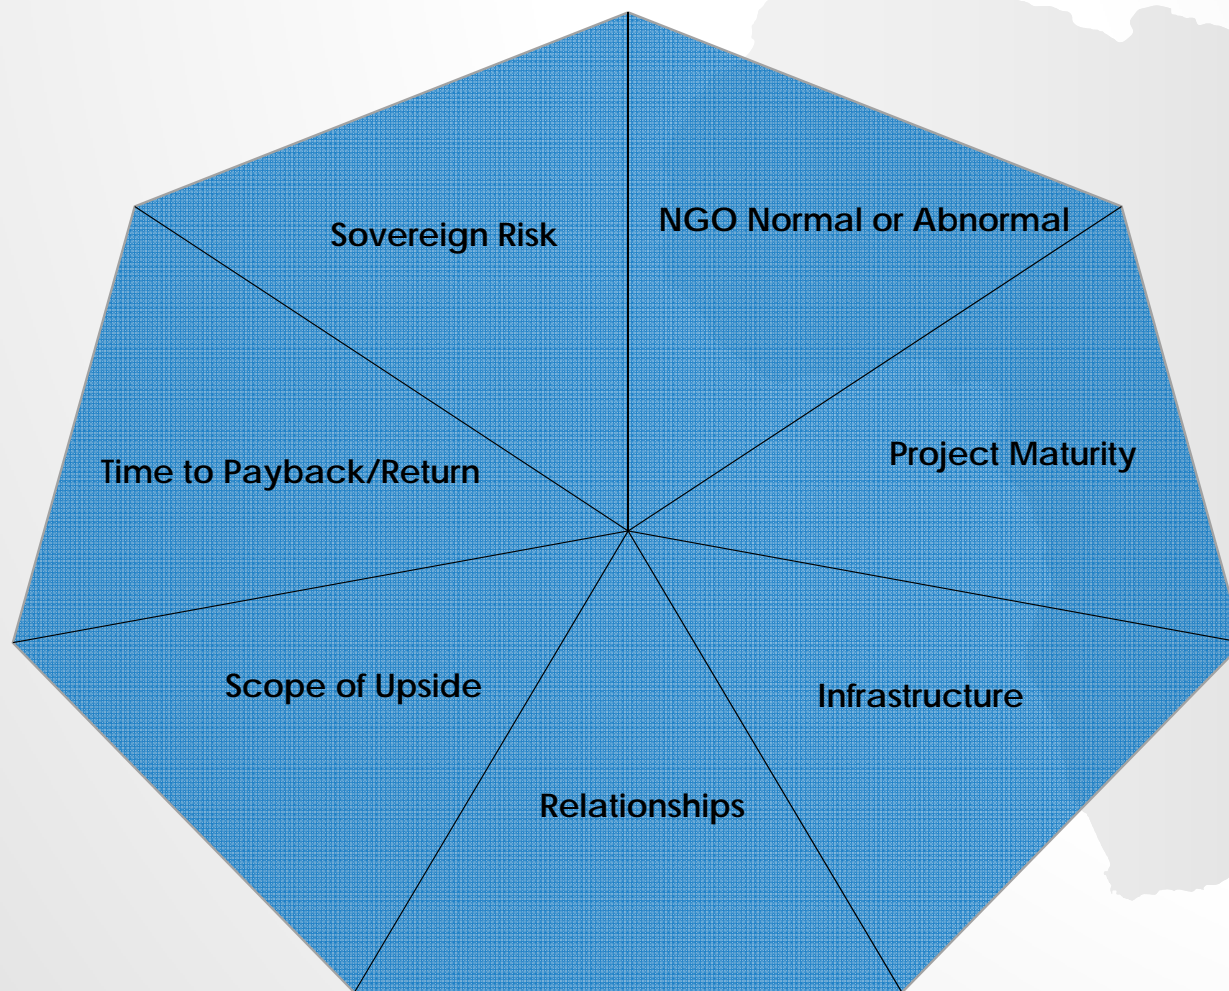 Sovereign Risk
NGO Normal or Abnormal
Time to Payback/Return
Project Maturity
Scope of Upside
Infrastructure
Relationships